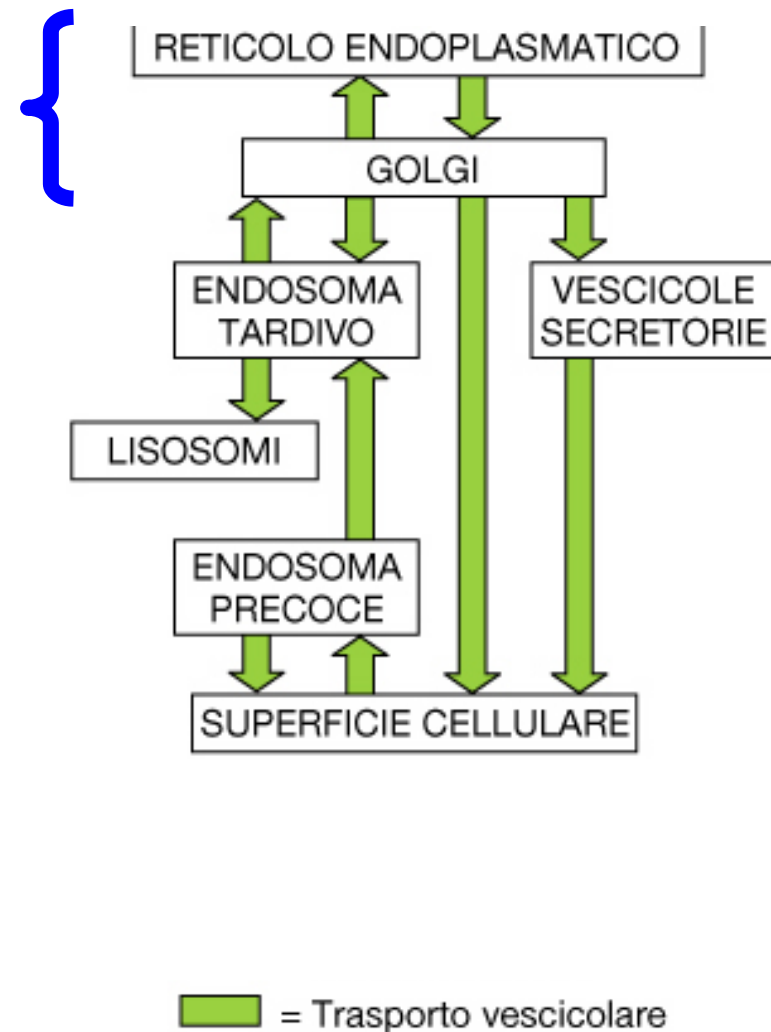 RETICOLO ENDOPLASMATICO
GOLGI
ENDOSOMA
TARDIVO
VESCICOLE
SECRETORIE
LISOSOMI
ENDOSOMA
PRECOCE
SUPERFICIE CELLULARE
= Trasporto vescicolare